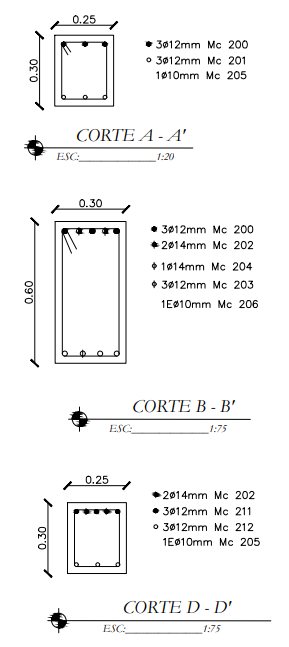 0.25
0.30
3ø12mm Mc 200
3ø12mm Mc 201
1ø10mm Mc 205
CORTE A - A'
ESC:____________1:20
0.30
0.60
3ø12mm Mc 200
2ø14mm Mc 202
1ø14mm Mc 204
3ø12mm Mc 203
1Eø10mm Mc 206
CORTE B - B'
ESC:____________1:75
0.25
0.30
2ø14mm Mc 202
3ø12mm Mc 211
3ø12mm Mc 212
1Eø10mm Mc 205
CORTE D - D'
ESC:____________1:75